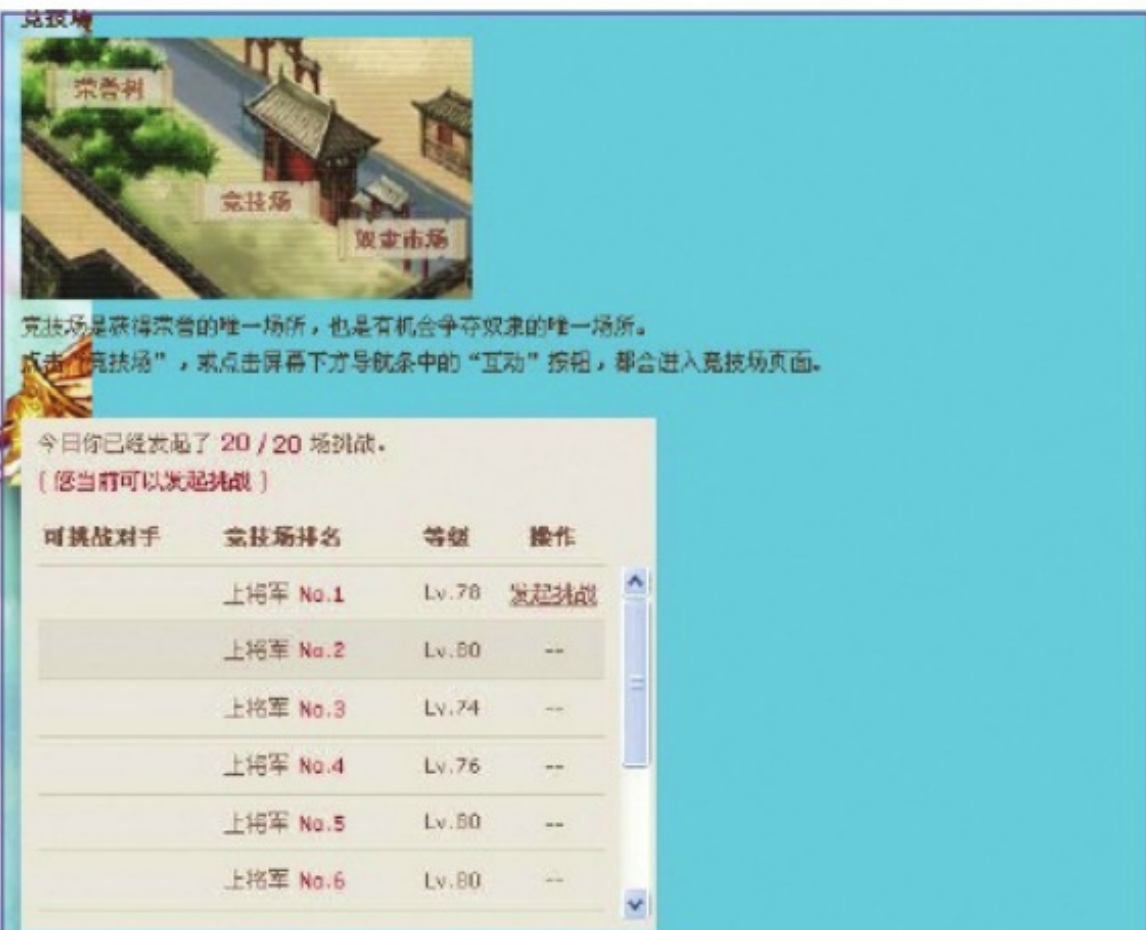 竞技场
荣誉树
竞技场
奴隶市场
竞技场是获得荣誉的唯一场所，也是有机会争夺奴隶的唯一场所。
点击“竞技场”，或点击屏幕下方导航条中的“互动”按钮，都会进入竞技场页面。
今日你已经发起了 20 / 20 场挑战。
( 您当前可以发起挑战 )
可挑战对手 竞技场排名 等级 操作
上将军 No.1 Lv.78 发起挑战
上将军 No.2 Lv.80 --
上将军 No.3 Lv.74 --
上将军 No.4 Lv.76 --
上将军 No.5 Lv.80 --
上将军 No.6 Lv.80 --